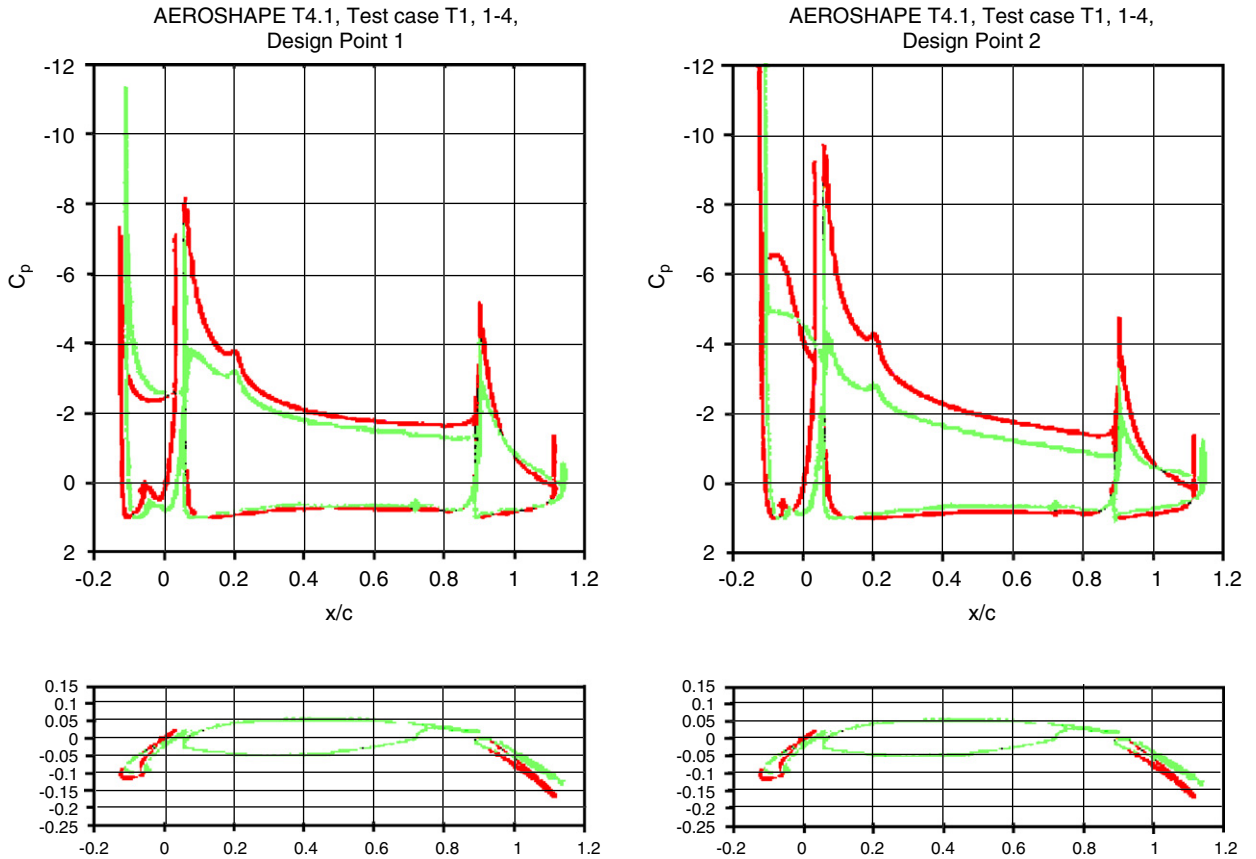 AEROSHAPE T4.1, Test case T1, 1-4,
Design Point 1
-12
-10
-8
-6
-4
-2
0
2
Cp
-0.2 0 0.2 0.4 0.6 0.8 1 1.2
x/c
AEROSHAPE T4.1, Test case T1, 1-4,
Design Point 2
-12
-10
-8
-6
-4
-2
0
2
Cp
-0.2 0 0.2 0.4 0.6 0.8 1 1.2
x/c
0.15
0.1
0.05
0
-0.05
-0.1
-0.15
-0.2
-0.25
-0.2 0 0.2 0.4 0.6 0.8 1 1.2
0.15
0.1
0.05
0
-0.05
-0.1
-0.15
-0.2
-0.25
-0.2 0 0.2 0.4 0.6 0.8 1 1.2